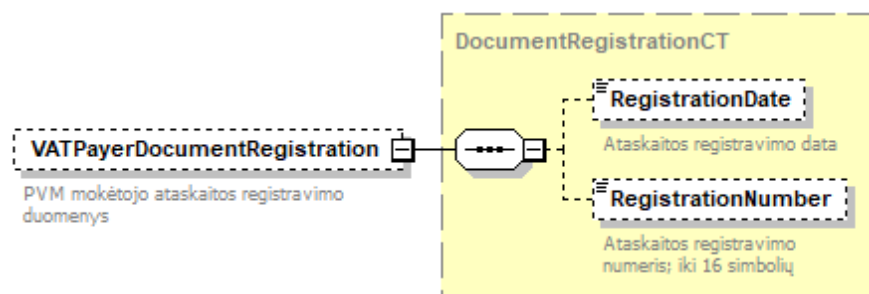 DocumentRegistrationCT
RegistrationDate
Ataskaitos registravimo data
VATPayerDocumentRegistration
PVM mokėtojo ataskaitos registravimo
duomenys
RegistrationNumber
Ataskaitos registravimo
numeris; iki 16 simbolių